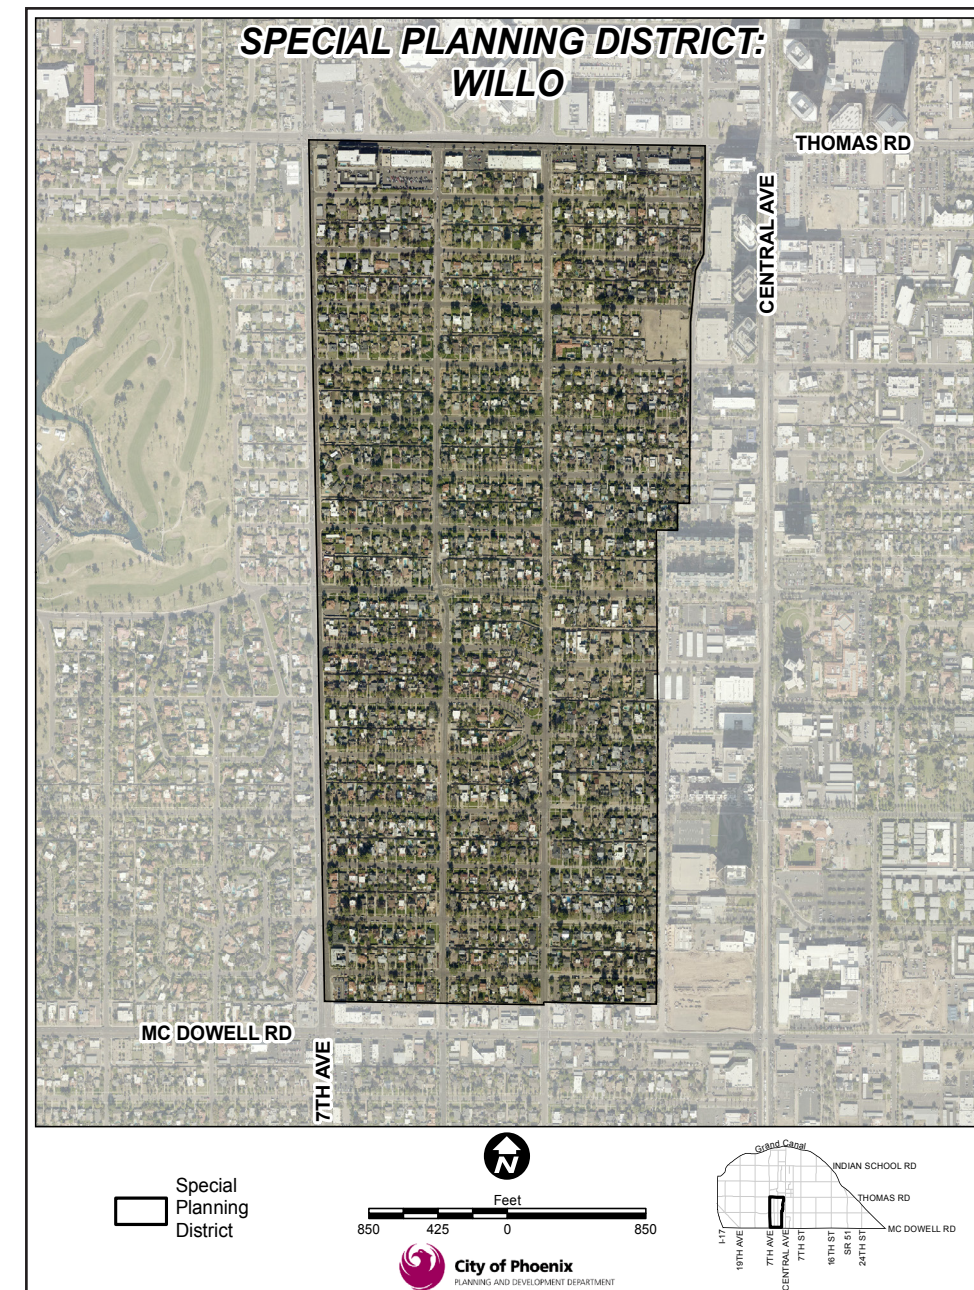 SPECIAL PLANNING DISTRICT:
WILLO
THOMAS RD
CENTRAL AVE
MC DOWELL RD
7TH AVE
Special
Planning
District
N
Feet
850 425 0 850
City of Phoenix
PLANNING AND DEVELOPMENT DEPARTMENT
Grand Canal
INDIAN SCHOOL RD
THOMAS RD
MC DOWELL RD
I-17
19TH AVE
7TH AVE
CENTRAL AVE
7TH ST
16TH ST
SR 51
24TH ST